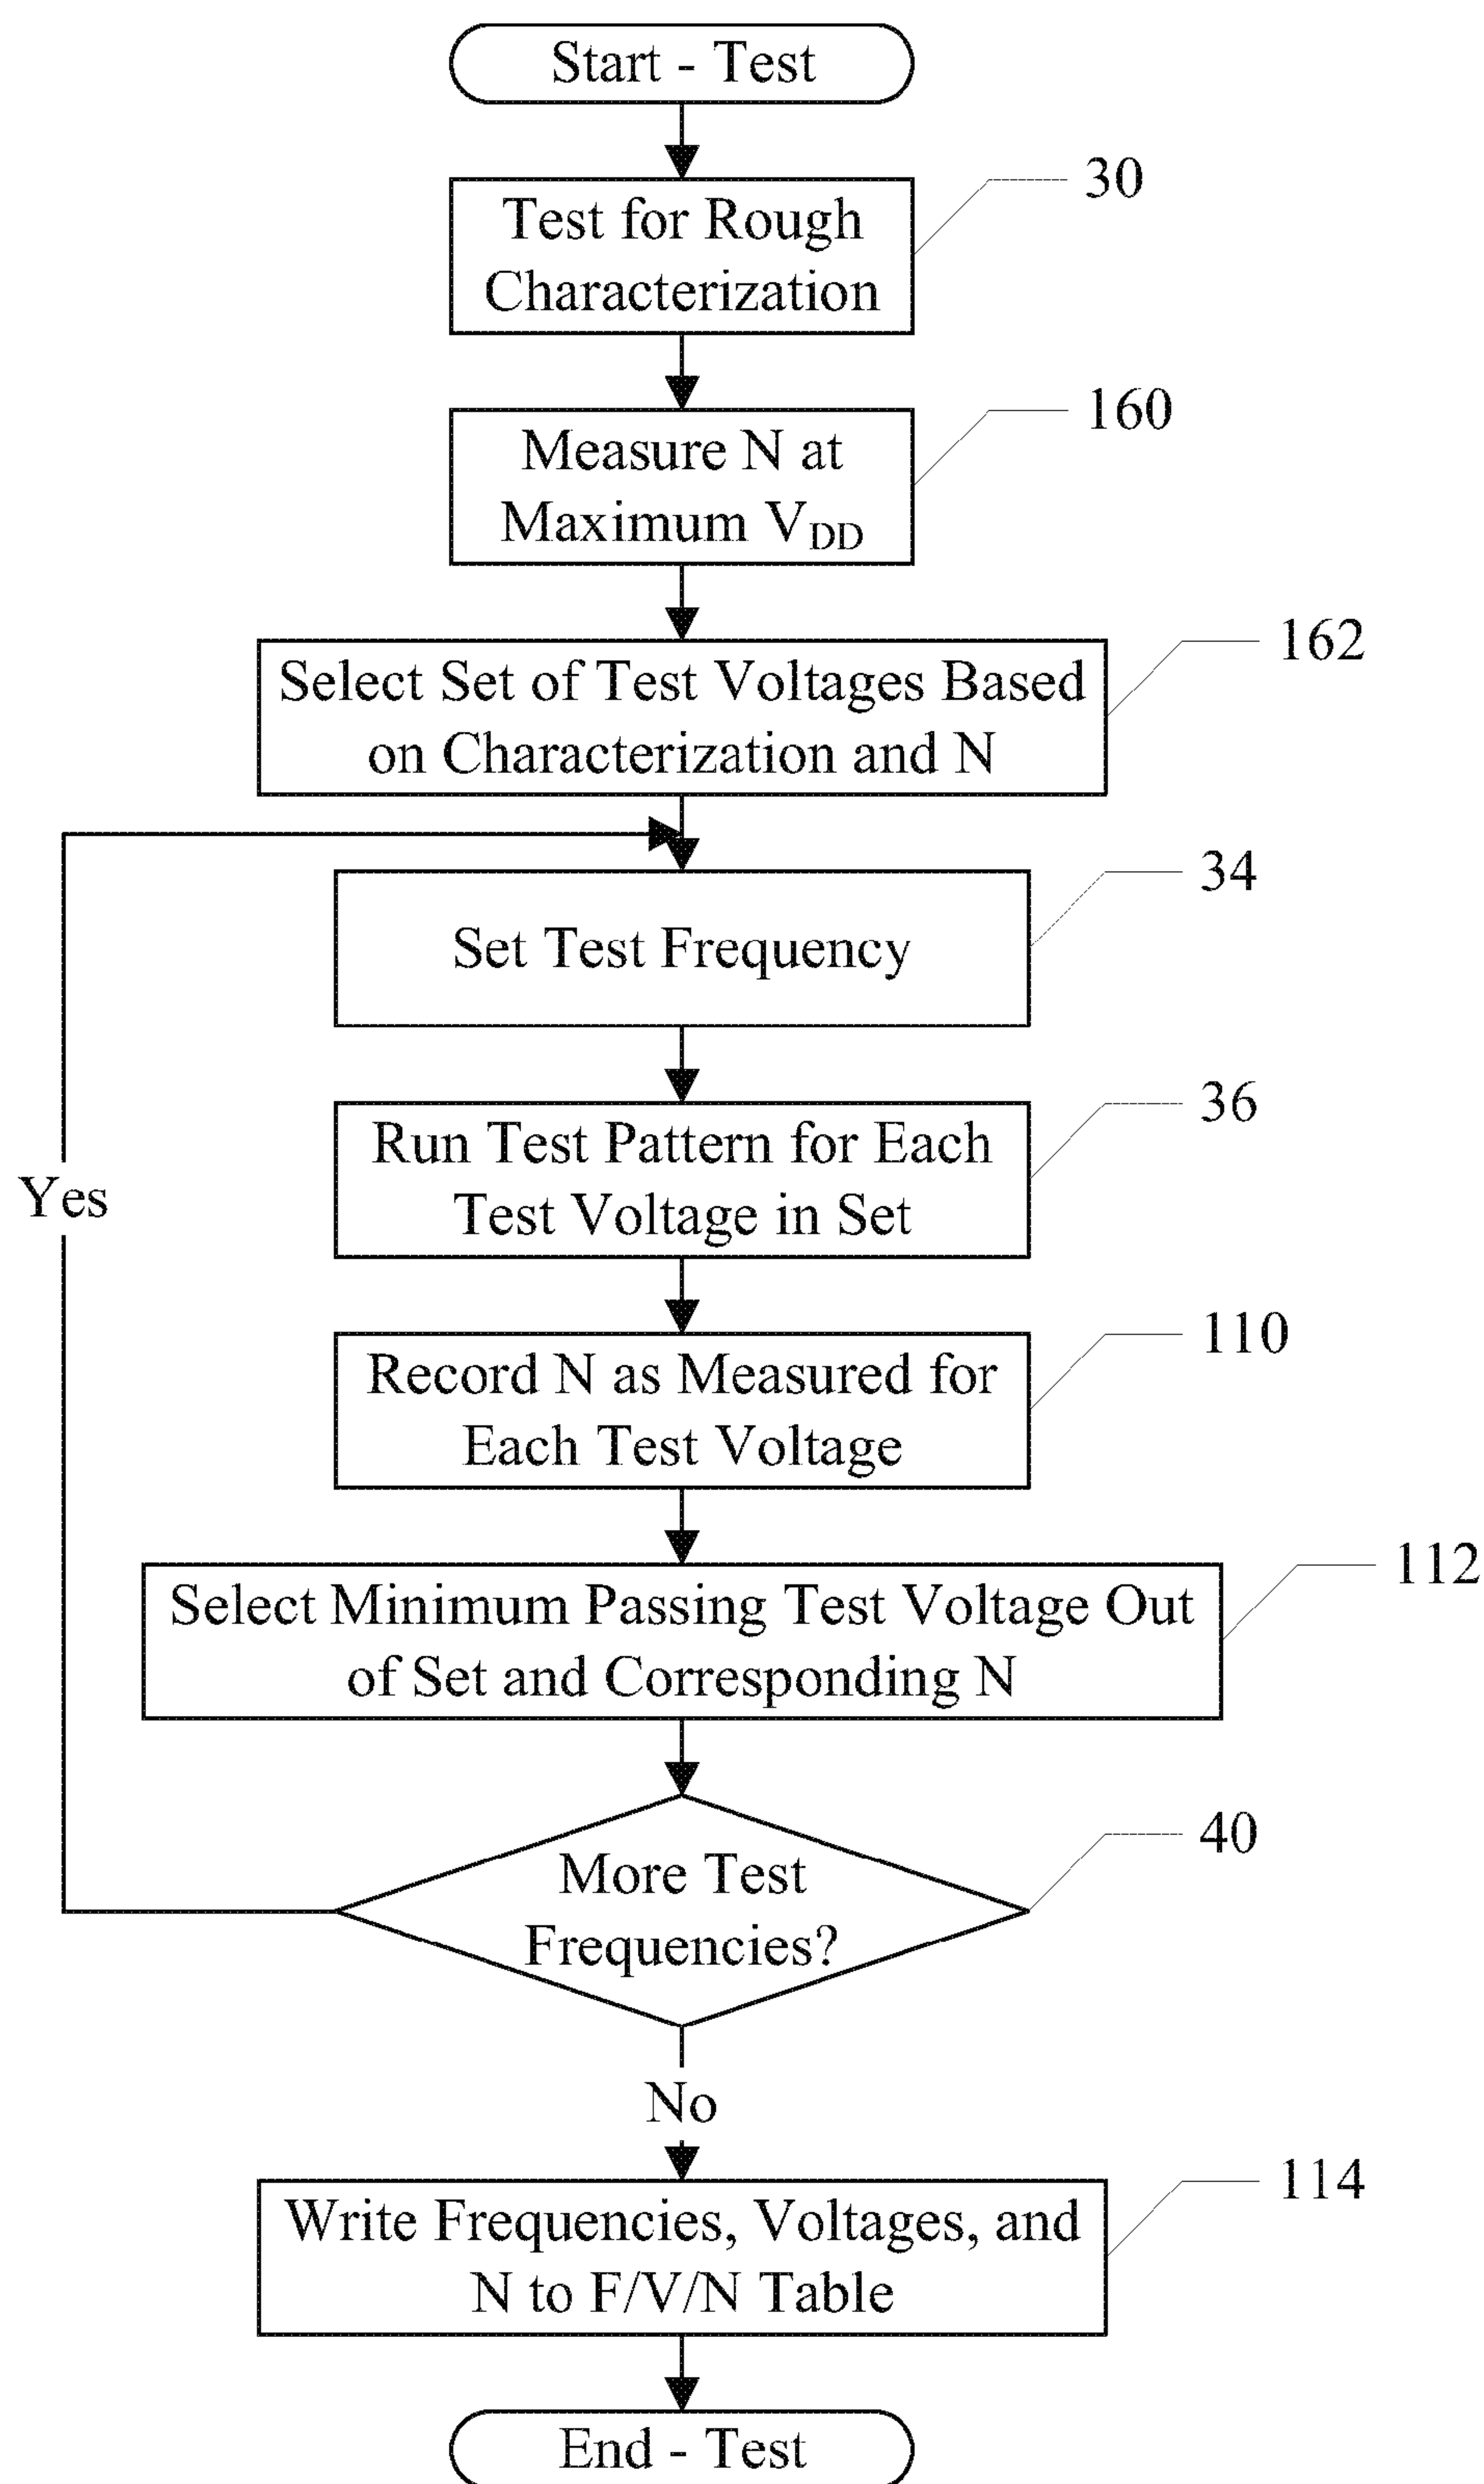 Start - Test
30
Test for Rough
Characterization
160
Measure N at
Maximum VDD
162
Select Set of Test Voltages Based
on Characterization and N
34
Set Test Frequency
36
Run Test Pattern for Each
Test Voltage in Set
Yes
110
Record N as Measured for
Each Test Voltage
112
Select Minimum Passing Test Voltage Out
of Set and Corresponding N
40
More Test
Frequencies?
No
114
Write Frequencies, Voltages, and
N to F/V/N Table
End - Test